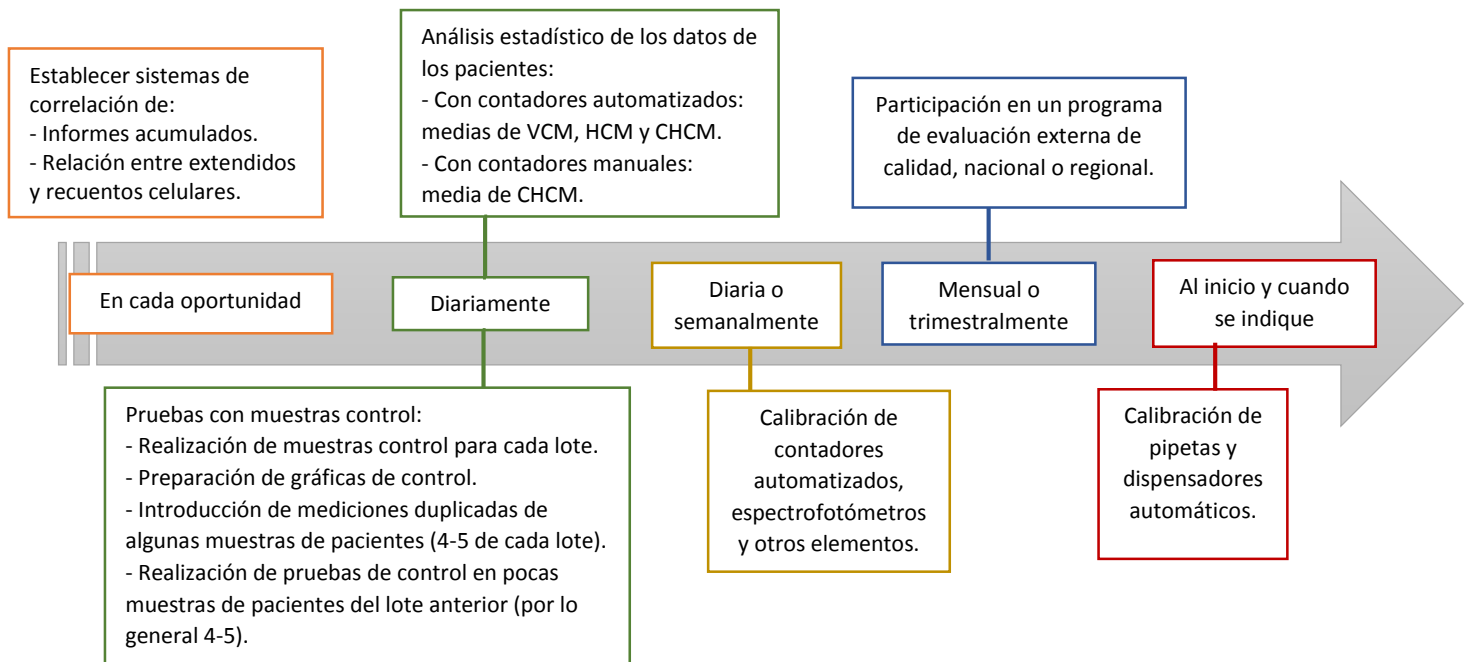 Establecer sistemas de
correlación de:
- Informes acumulados.
- Relación entre extendidos
y recuentos celulares.
Análisis estadístico de los datos de
los pacientes:
- Con contadores automatizados:
medias de VCM, HCM y CHCM.
- Con contadores manuales:
media de CHCM.
Participación en un programa
de evaluación externa de
calidad, nacional o regional.
En cada oportunidad
Diariamente
Diaria o
semanalmente
Mensual o
trimestralmente
Al inicio y cuando
se indique
Pruebas con muestras control:
- Realización de muestras control para cada lote.
- Preparación de gráficas de control.
- Introducción de mediciones duplicadas de
algunas muestras de pacientes (4-5 de cada lote).
- Realización de pruebas de control en pocas
muestras de pacientes del lote anterior (por lo
general 4-5).
Calibración de
contadores
automatizados,
espectrofotómetros
y otros elementos.
Calibración de
pipetas y
dispensadores
automáticos.